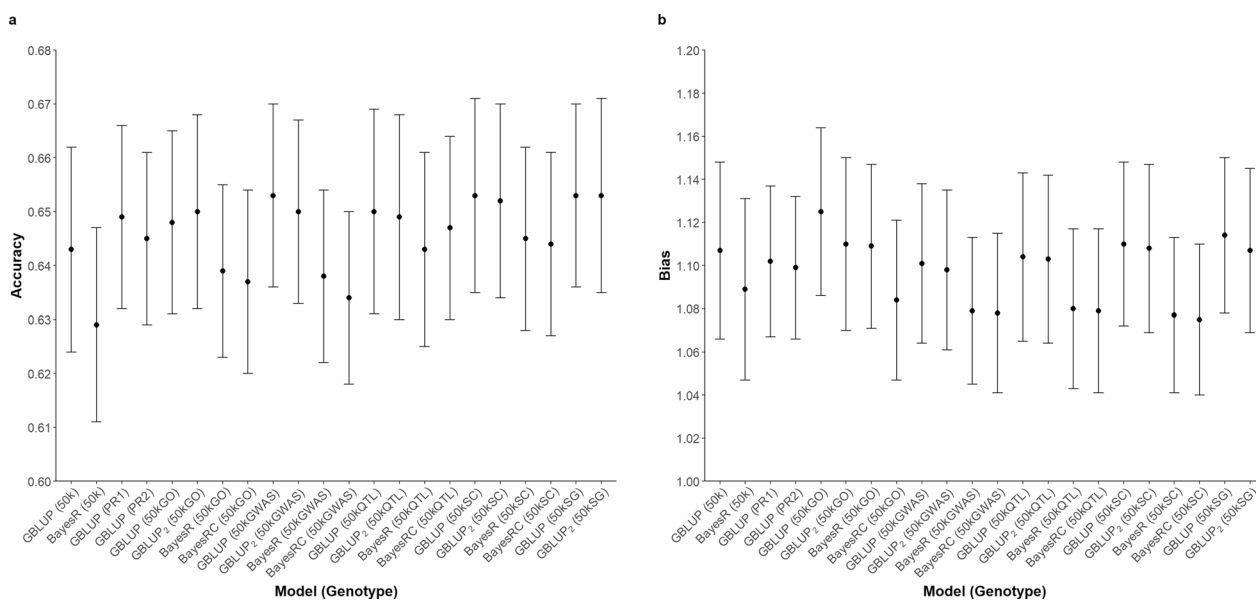 a
0.68
0.67
0.66
0.65
0.64
0.63
0.62
0.61
0.60
Accuracy
GBLUP (50k)
BayesR (50k)
GBLUP (PR1)
GBLUP (PR2)
GBLUP (50kGO)
GBLUP₂ (50kGO)
BayesR (50kGO)
BayesRC (50kGO)
GBLUP (50kGWAS)
GBLUP₂ (50kGWAS)
BayesR (50kGWAS)
BayesRC (50kGWAS)
GBLUP (50kQTL)
GBLUP₂ (50kQTL)
BayesR (50kQTL)
BayesRC (50kQTL)
GBLUP (50kSC)
GBLUP₂ (50kSC)
BayesR (50kSC)
BayesRC (50kSC)
GBLUP (50kSG)
GBLUP₂ (50kSG)
Model (Genotype)
b
1.20
1.16
1.14
1.12
1.10
1.08
1.06
1.04
1.02
1.00
Bias
GBLUP (50k)
BayesR (50k)
GBLUP (PR1)
GBLUP (PR2)
GBLUP (50kGO)
GBLUP₂ (50kGO)
BayesR (50kGO)
BayesRC (50kGO)
GBLUP (50kGWAS)
GBLUP₂ (50kGWAS)
BayesR (50kGWAS)
BayesRC (50kGWAS)
GBLUP (50kQTL)
GBLUP₂ (50kQTL)
BayesR (50kQTL)
BayesRC (50kQTL)
GBLUP (50kSC)
GBLUP₂ (50kSC)
BayesR (50kSC)
BayesRC (50kSC)
GBLUP (50kSG)
GBLUP₂ (50kSG)
Model (Genotype)